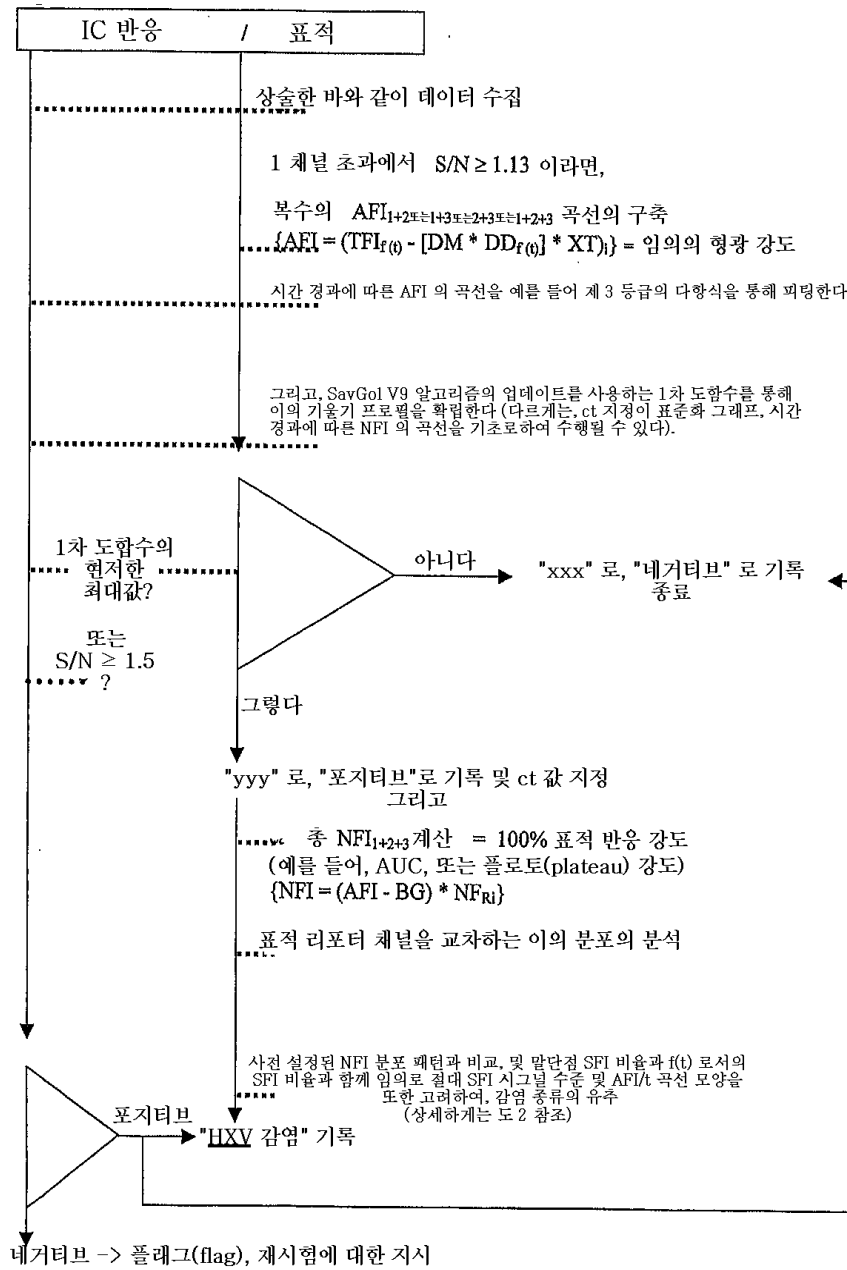 IC 반응 / 표적
상술한 바와 같이 데이터 수집
1 채널 초과에서 S/N ≥ 1.13 이라면,
복수의 AFI1+2또는1+3또는2+3또는1+2+3 곡선의 구축
{AFI = (TFIf(t) - [DM * DDf(t)] * XT)i} = 임의의 형광 강도
시간 경과에 따른 AFI 의 곡선을 예를 들어 제 3 등급의 다항식을 통해 피팅한다
그리고, SavGol V9 알고리즘의 업데이트를 사용하는 1차 도함수를 통해
이의 기울기 프로필을 확립한다 (다르게는, ct 지정이 표준화 그래프, 시간
경과에 따른 NFI 의 곡선을 기초로하여 수행될 수 있다).
1차 도합수의
현저한
최대값?
또는
S/N ≥ 1.5
?
아니다
"xxx" 로, "네거티브" 로 기록
종료
그렇다
"yyy" 로, "포지티브"로 기록 및 ct 값 지정
그리고
총 NFI1+2+3계산 = 100% 표적 반응 강도
(예를 들어, AUC, 또는 플로토(plateau) 강도)
{NFI = (AFI - BG) * NFRi}
표적 리포터 채널을 교차하는 이의 분포의 분석
사전 설정된 NFI 분포 패턴과 비교, 및 말단점 SFI 비율과 f(t) 로서의
SFI 비율과 함께 임의로 절대 SFI 시그널 수준 및 AFI/t 곡선 모양을
또한 고려하여, 감염 종류의 유추
(상세하게는 도 2 참조)
포지티브
"HXV 감염" 기록
네거티브 -> 플래그(flag), 재시험에 대한 지시